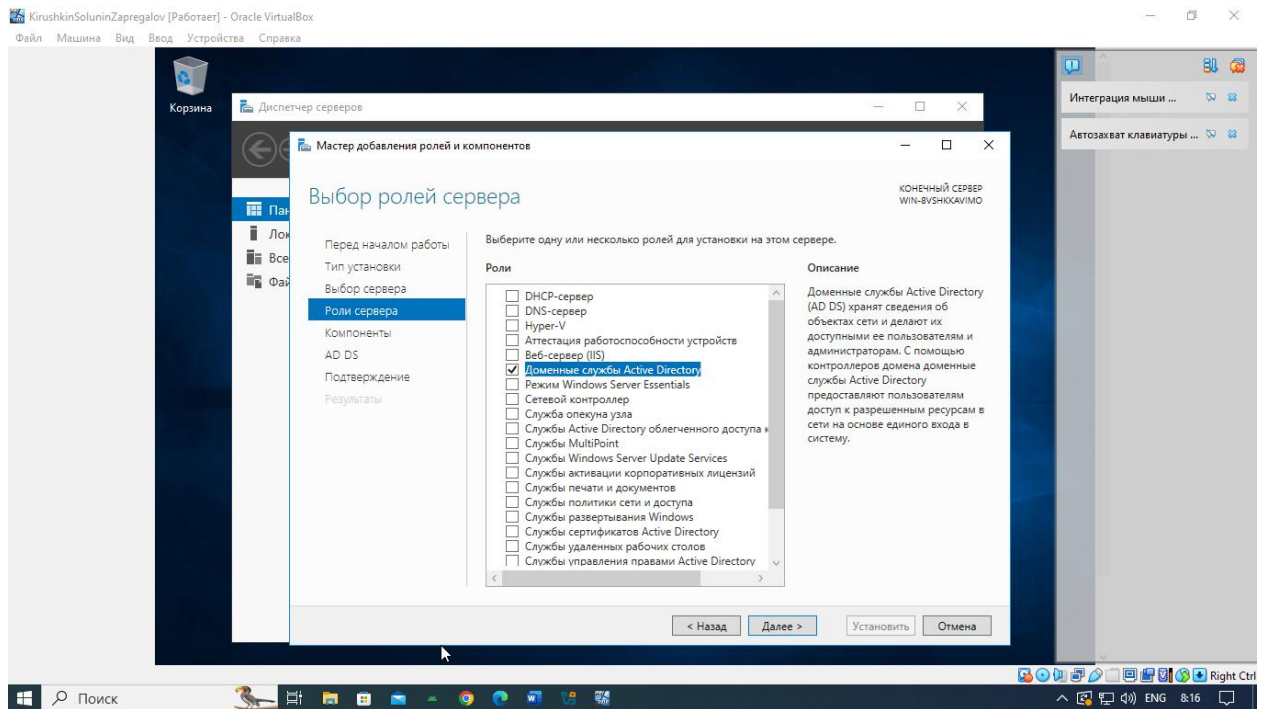 KirushkinSoluninZapregalov [Работает] - Oracle VirtualBox
Файл Машина Вид Ввод Устройства Справка
Корзина
Диспетчер серверов
Мастер добавления ролей и компонентов
Выбор ролей сервера
КОНЕЧНЫЙ СЕРВЕР
WIN-8VSHKKAVIMO
Пан
Лок
Все
Фай
Перед началом работы
Тип установки
Выбор сервера
Роли сервера
Компоненты
AD DS
Подтверждение
Результаты
Выберите одну или несколько ролей для установки на этом сервере.
Роли
DHCP-сервер
DNS-сервер
Hyper-V
Аттестация работоспособности устройств
Веб-сервер (IIS)
Доменные службы Active Directory
Режим Windows Server Essentials
Сетевой контроллер
Служба опекуна узла
Службы Active Directory облегченного доступа к
Службы MultiPoint
Службы Windows Server Update Services
Службы активации корпоративных лицензий
Службы печати и документов
Службы политики сети и доступа
Службы развертывания Windows
Службы сертификатов Active Directory
Службы удаленных рабочих столов
Службы управления правами Active Directory
Описание
Доменные службы Active Directory
(AD DS) хранят сведения об
объектах сети и делают их
доступными ее пользователям и
администраторам. С помощью
контроллеров домена доменные
службы Active Directory
предоставляют пользователям
доступ к разрешенным ресурсам в
сети на основе единого входа в
систему.
< Назад
Далее >
Установить
Отмена
Интеграция мыши ...
Автозахват клавиатуры ...
Right Ctrl
Поиск
ENG
8:16